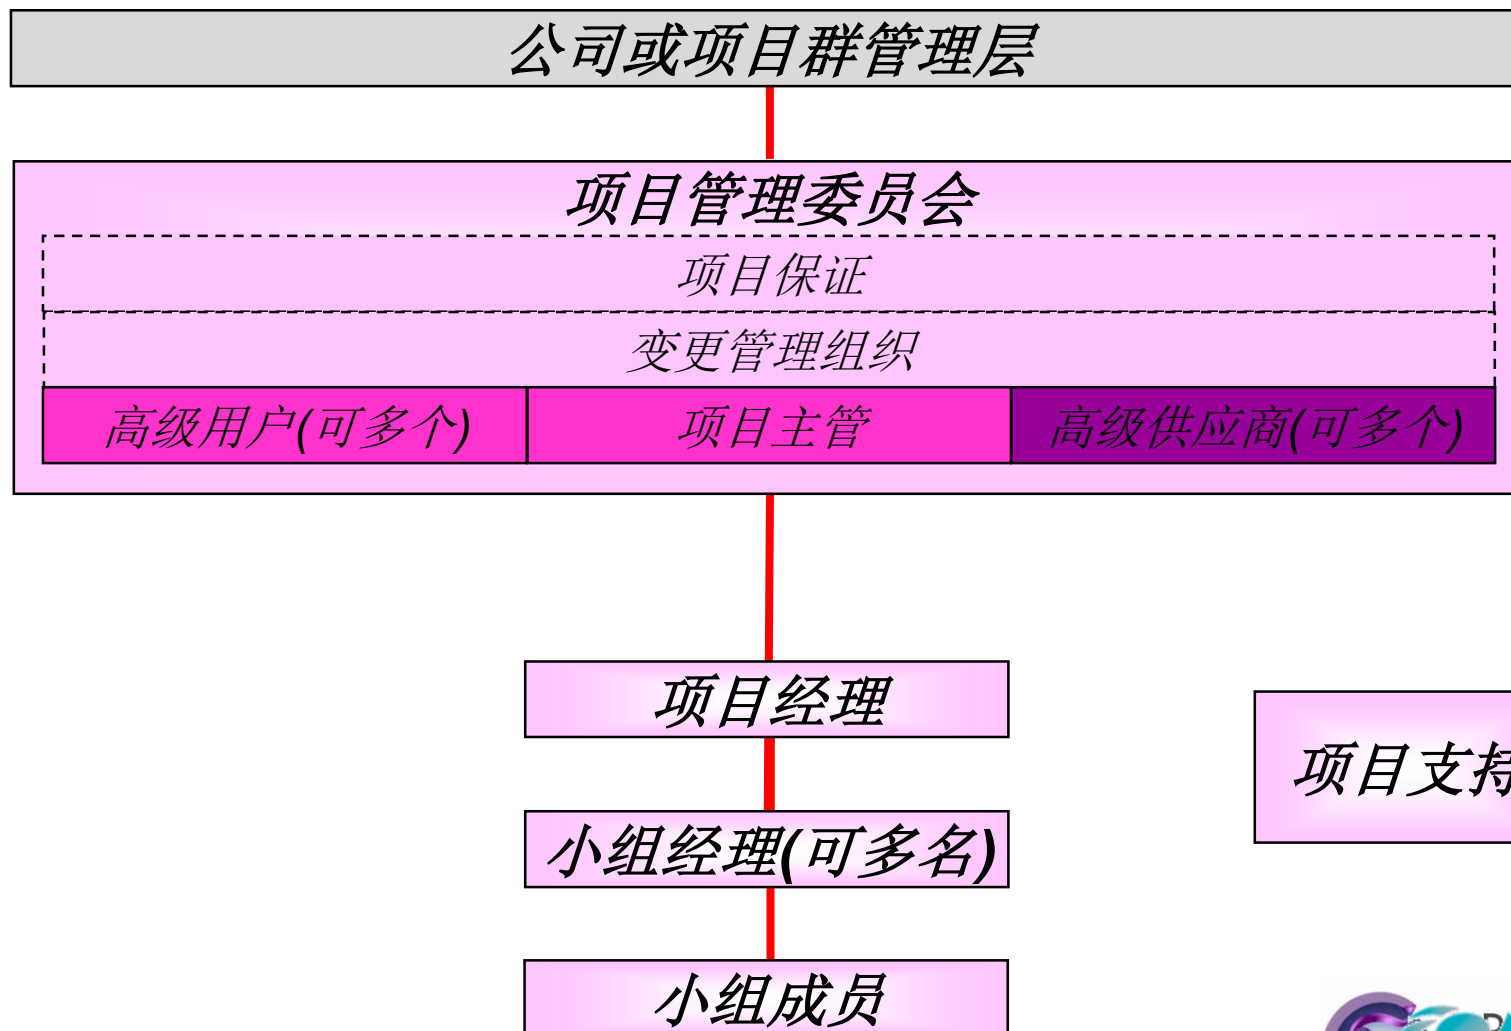 公司或项目群管理层
项目管理委员会
项目保证
变更管理组织
高级用户(可多个)
项目主管
高级供应商(可多个)
项目经理
项目支持
小组经理(可多名)
小组成员